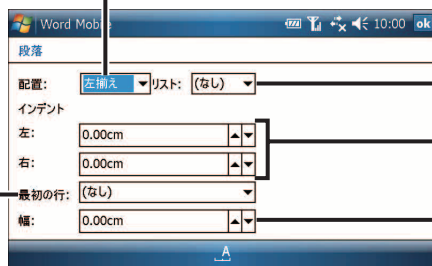 Word Mobile 10:00 ok
段落
配置: 左揃え リスト: (なし)
インデント
左: 0.00cm
右: 0.00cm
最初の行: (なし)
幅: 0.00cm
A